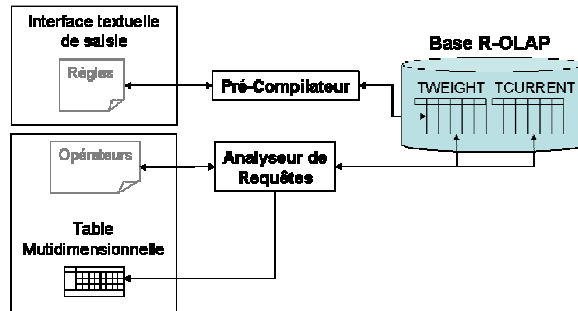 Interface textuelle
de saisie
Règles
Pré-Compilateur
Base R-OLAP
TWEIGHT TCURRENT
Opérateurs
Analyseur de
Requêtes
Table
Mutidimensionnelle